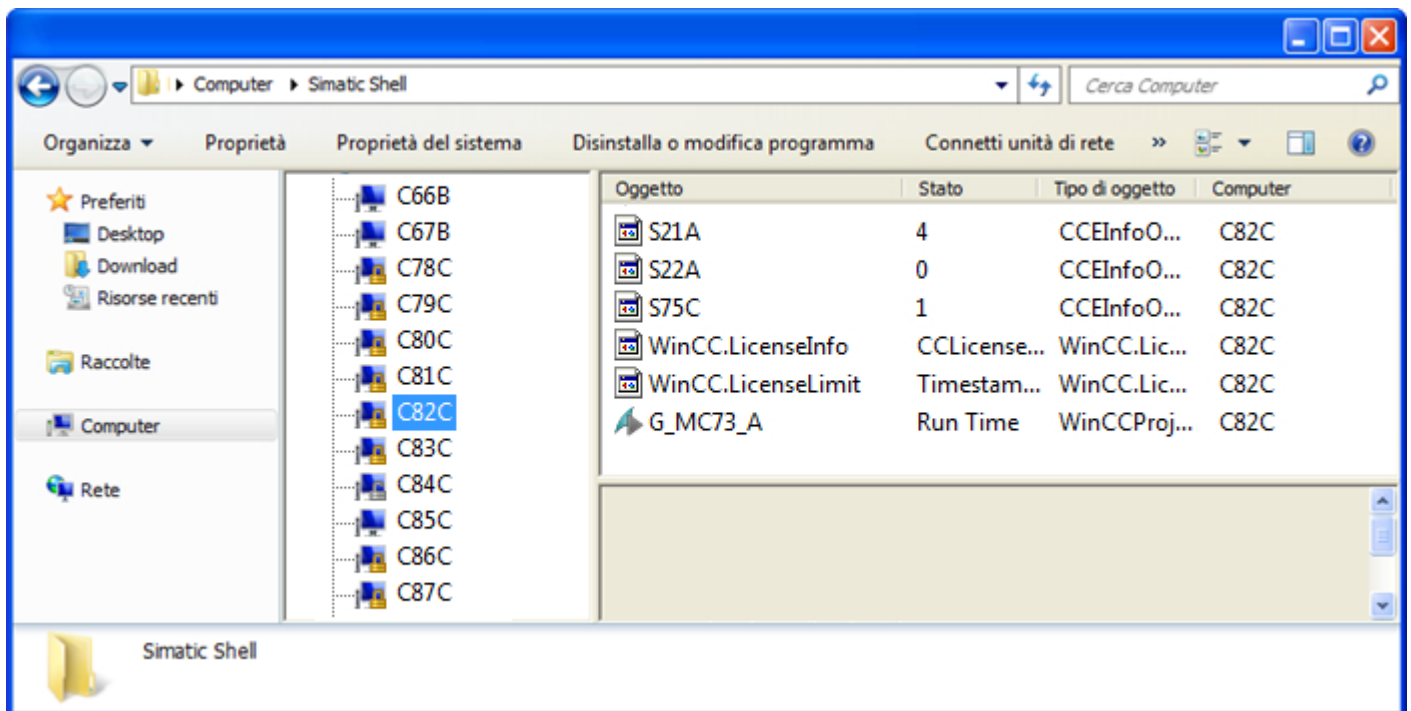 Computer Simatic Shell Cerca Computer
Organizza Proprietà Proprietà del sistema Disinstalla o modifica programma Connetti unità di rete »
Preferiti
Desktop
Download
Risorse recenti
Raccolte
Computer
Rete
C66B
C67B
C78C
C79C
C80C
C81C
C82C
C83C
C84C
C85C
C86C
C87C
Oggetto Stato Tipo di oggetto Computer
S21A 4 CCEInfoO... C82C
S22A 0 CCEInfoO... C82C
S75C 1 CCEInfoO... C82C
WinCC.LicenseInfo CCLicense... WinCC.Lic... C82C
WinCC.LicenseLimit Timestam... WinCC.Lic... C82C
G_MC73_A Run Time WinCCProj... C82C
Simatic Shell